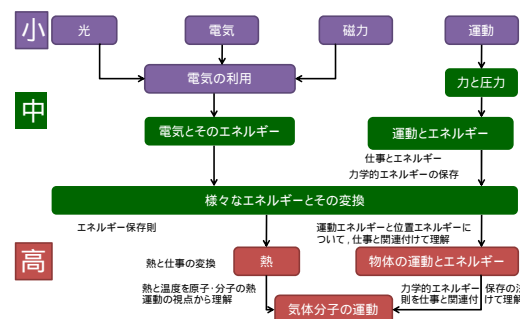 小
光
電気
磁力
運動
電気の利用
力と圧力
中
電気とそのエネルギー
運動とエネルギー
仕事とエネルギー
力学的エネルギーの保存
様々なエネルギーとその変換
エネルギー保存則
運動エネルギーと位置エネルギーに
ついて，仕事と関連付けて理解
高
熱と仕事の変換
熱
物体の運動とエネルギー
熱と温度を原子・分子の熱
運動の視点から理解
力学的エネルギー 保存の法
則を仕事と関連付 けて理解
気体分子の運動